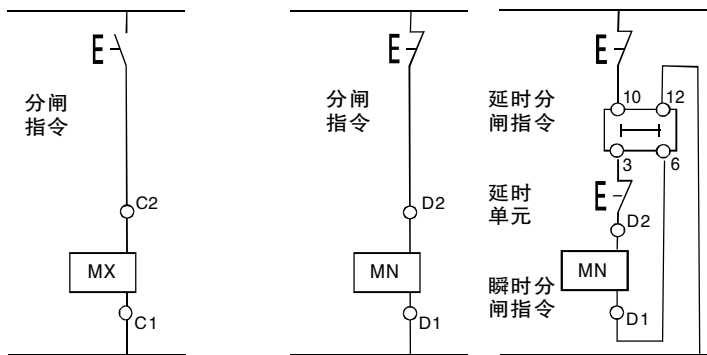 分闸
指令
C2
MX
C1
分闸
指令
D2
MN
D1
延时分
闸指令
10
12
3
6
延时
单元
D2
MN
瞬时分
闸指令
D1